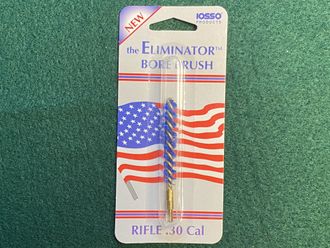 NEW
IOSSO
PRODUCTS
the ELIMINATOR™
BORE BRUSH
RIFLE .30 Cal